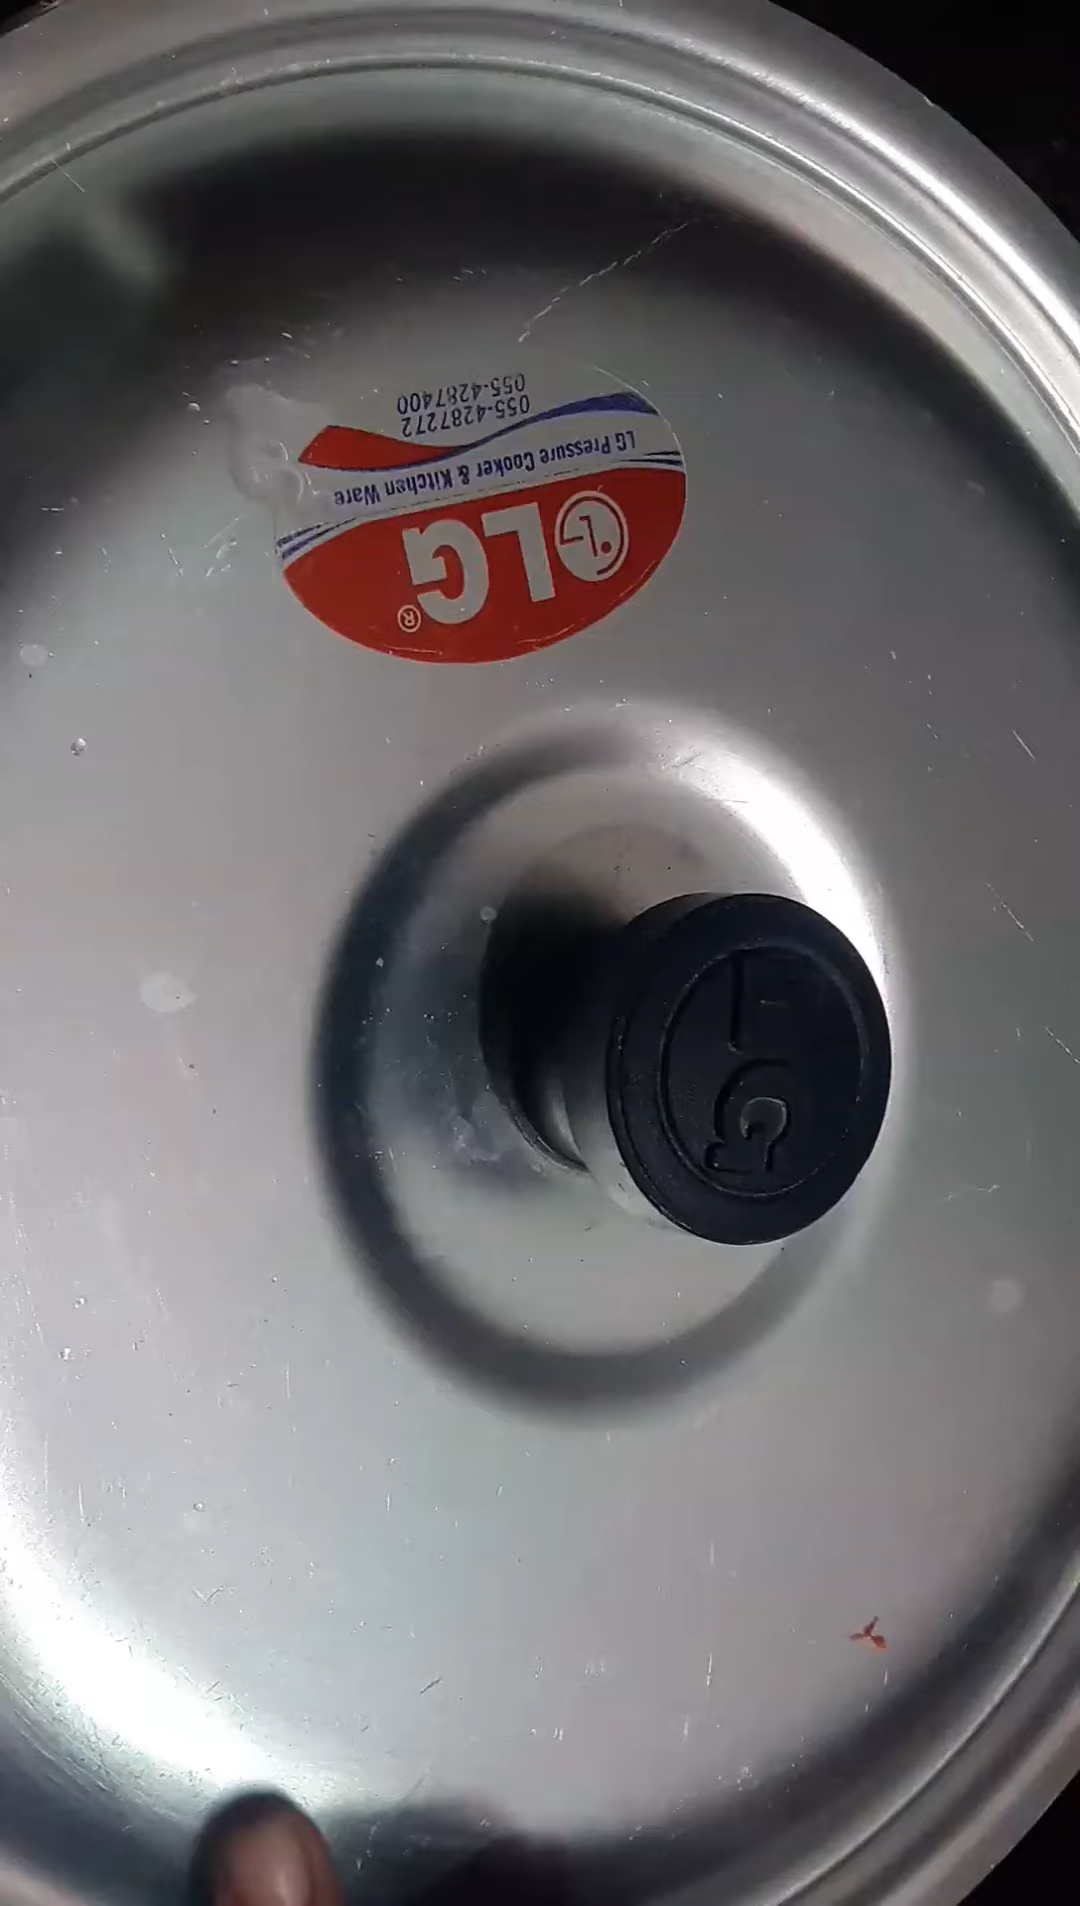 LG®
LG Pressure Cooker & Kitchen Ware
055-4287272
055-4287400
LG